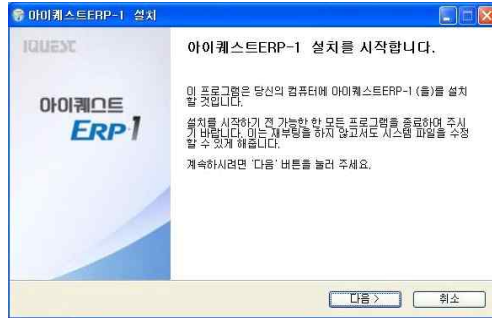 아이퀘스트ERP-1 설치
IQUEST
아이퀘스트
ERP 1
아이퀘스트ERP-1 설치를 시작합니다.
이 프로그램은 당신의 컴퓨터에 아이퀘스트ERP-1 (을)를 설치
할 것입니다.
설치를 시작하기 전 가능한 한 모든 프로그램을 종료하여 주시
기 바랍니다. 이는 재부팅을 하지 않고서도 시스템 파일을 수정
할 수 있게 해줍니다.
계속하시려면 '다음' 버튼을 눌러 주세요.
다음 >
취소